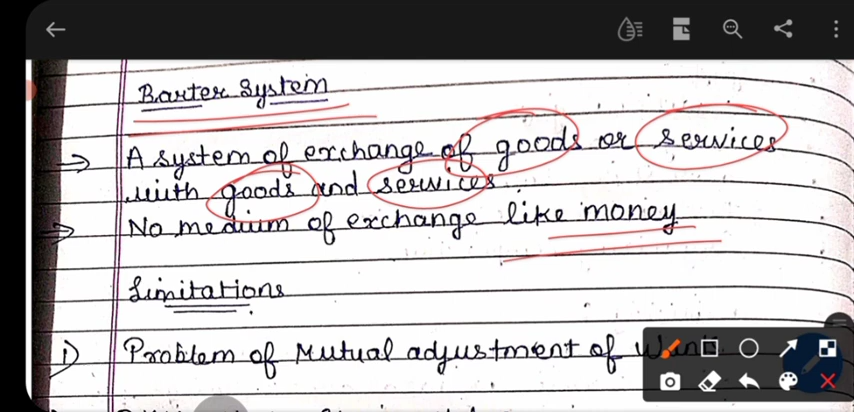 Barter System
→ A system of exchange of goods or services
with goods and services.
→ No medium of exchange like money
Limitations
1) Problem of Mutual adjustment of